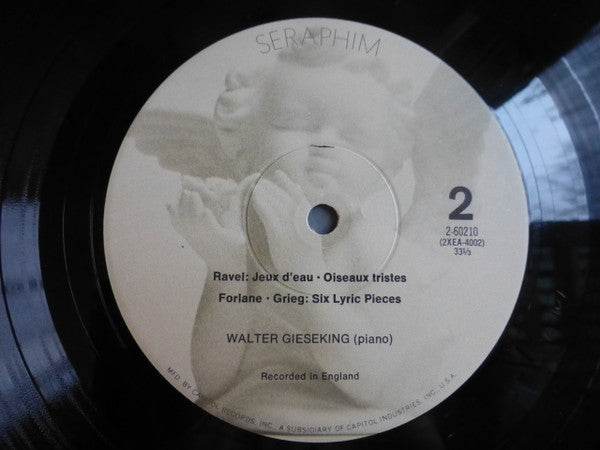 SERAPHIM
2
2-60210
(2XEA-4002)
33⅓
Ravel: Jeux d'eau • Oiseaux tristes
Forlane • Grieg: Six Lyric Pieces
WALTER GIESEKING (piano)
Recorded in England
MFD. BY CAPITOL RECORDS, INC., A SUBSIDIARY OF CAPITOL INDUSTRIES, INC., U.S.A.